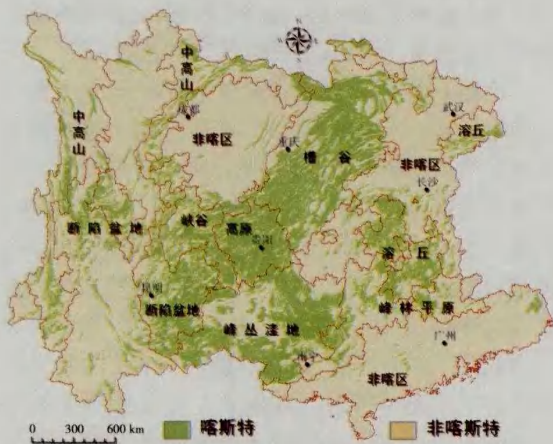 N
中高山
中高山
成都
武汉
溶丘
非喀区
重庆
槽谷
非喀区
长沙
断陷盆地
峡谷
高原
贵阳
溶丘
昆明
断陷盆地
峰丛洼地
峰林平原
南宁
广州
非喀区
0 300 600 km
喀斯特
非喀斯特